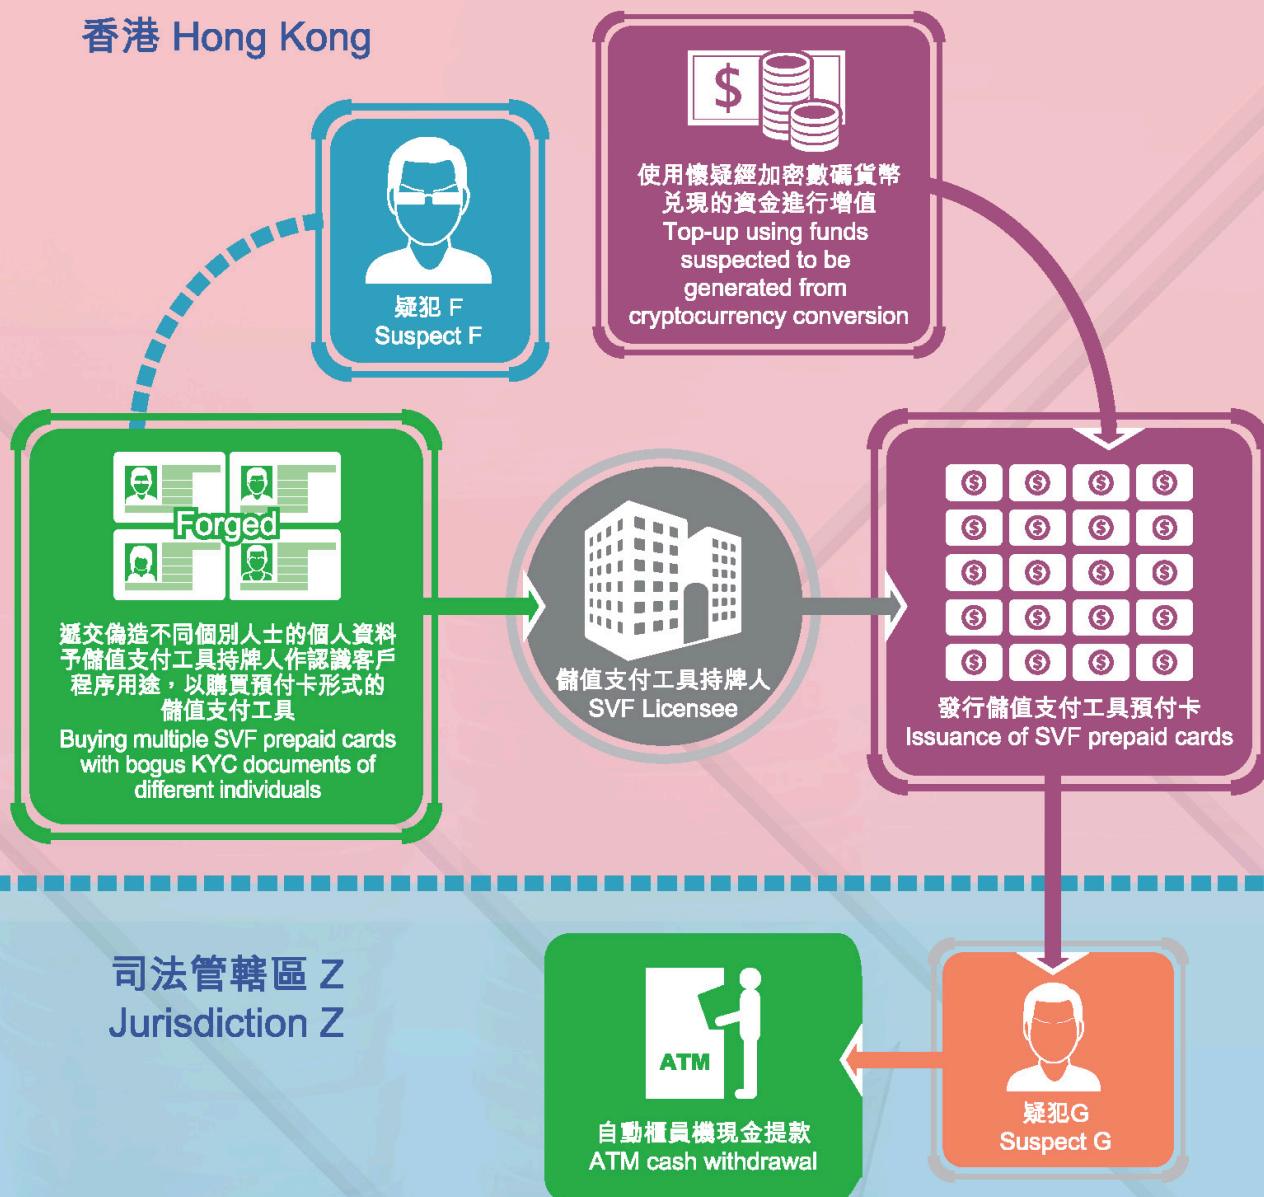 香港 Hong Kong
$
使用懷疑經加密數碼貨幣
兑現的資金進行增值
Top-up using funds
suspected to be
generated from
cryptocurrency conversion
疑犯 F
Suspect F
Forged
遞交偽造不同個別人士的個人資料
予儲值支付工具持牌人作認識客戶
程序用途，以購買預付卡形式的
儲值支付工具
Buying multiple SVF prepaid cards
with bogus KYC documents of
different individuals
儲值支付工具持牌人
SVF Licensee
$ $ $ $
$ $ $ $
$ $ $ $
$ $ $ $
$ $ $ $
發行儲值支付工具預付卡
Issuance of SVF prepaid cards
司法管轄區 Z
Jurisdiction Z
ATM
自動櫃員機現金提款
ATM cash withdrawal
疑犯G
Suspect G